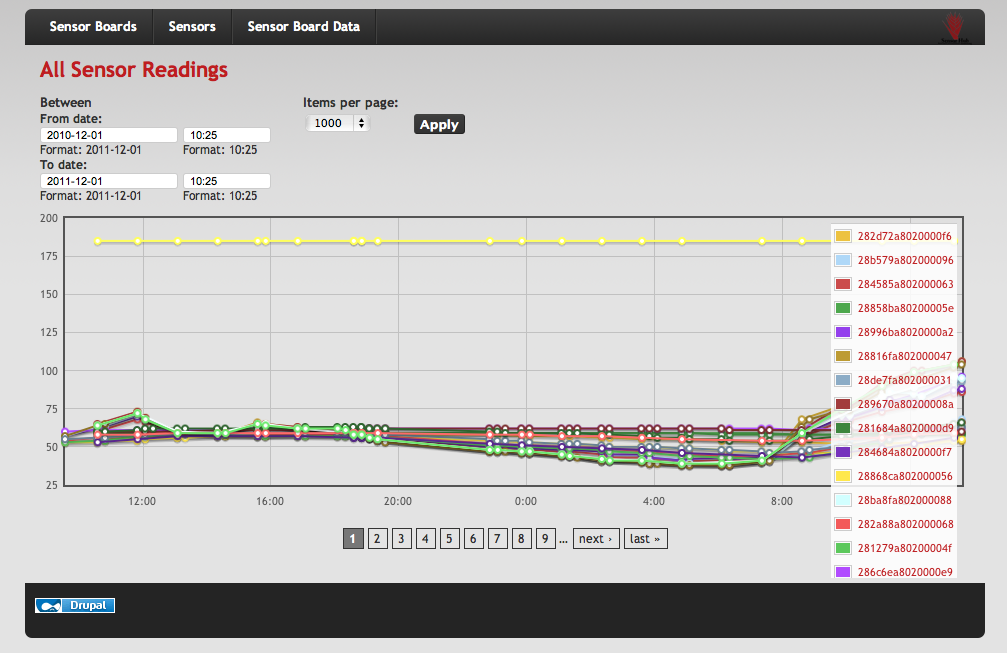 Sensor Boards Sensors Sensor Board Data
All Sensor Readings
Between
Items per page:
From date:
1000
Apply
2010-12-01 10:25
Format: 2011-12-01 Format: 10:25
To date:
2011-12-01 10:25
Format: 2011-12-01 Format: 10:25
200
175
150
125
100
75
50
25
12:00 16:00 20:00 0:00 4:00 8:00
282d72a8020000f6
28b579a802000096
284585a802000063
28858ba80200005e
28996ba8020000a2
28816fa802000047
28de7fa802000031
289670a80200008a
281684a8020000d9
284684a8020000f7
28868ca802000056
28ba8fa802000088
282a88a802000068
281279a80200004f
286c6ea8020000e9
1 2 3 4 5 6 7 8 9 ... next › last »
Drupal